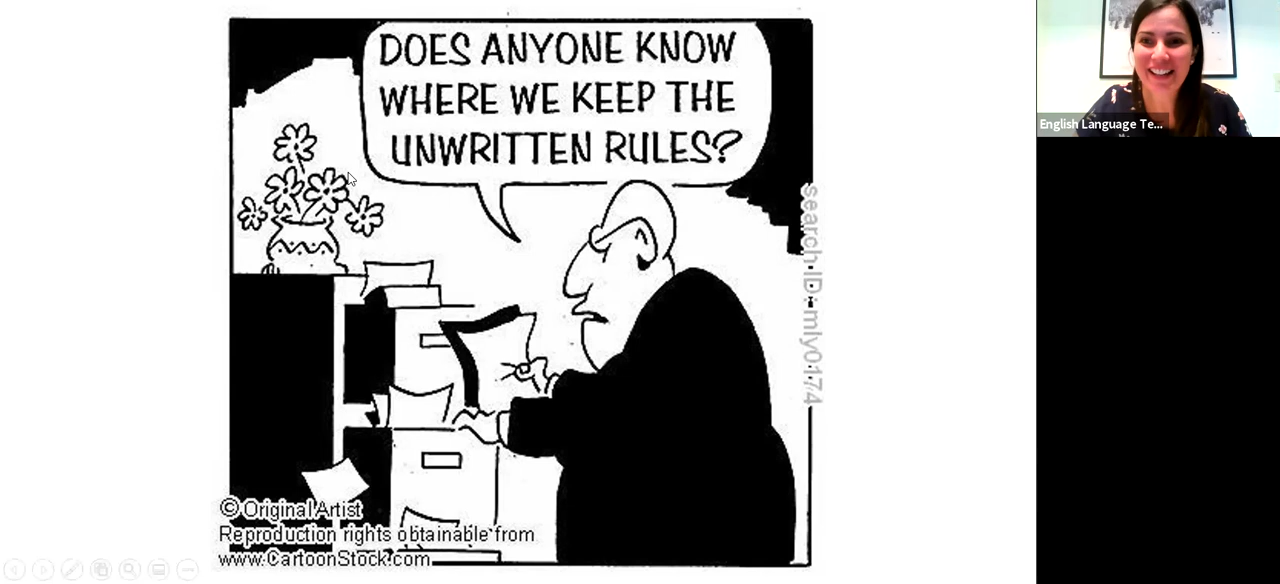 DOES ANYONE KNOW
WHERE WE KEEP THE
UNWRITTEN RULES?
English Language Te...
search ID: mly0174
© Original Artist
Reproduction rights obtainable from
www.CartoonStock.com